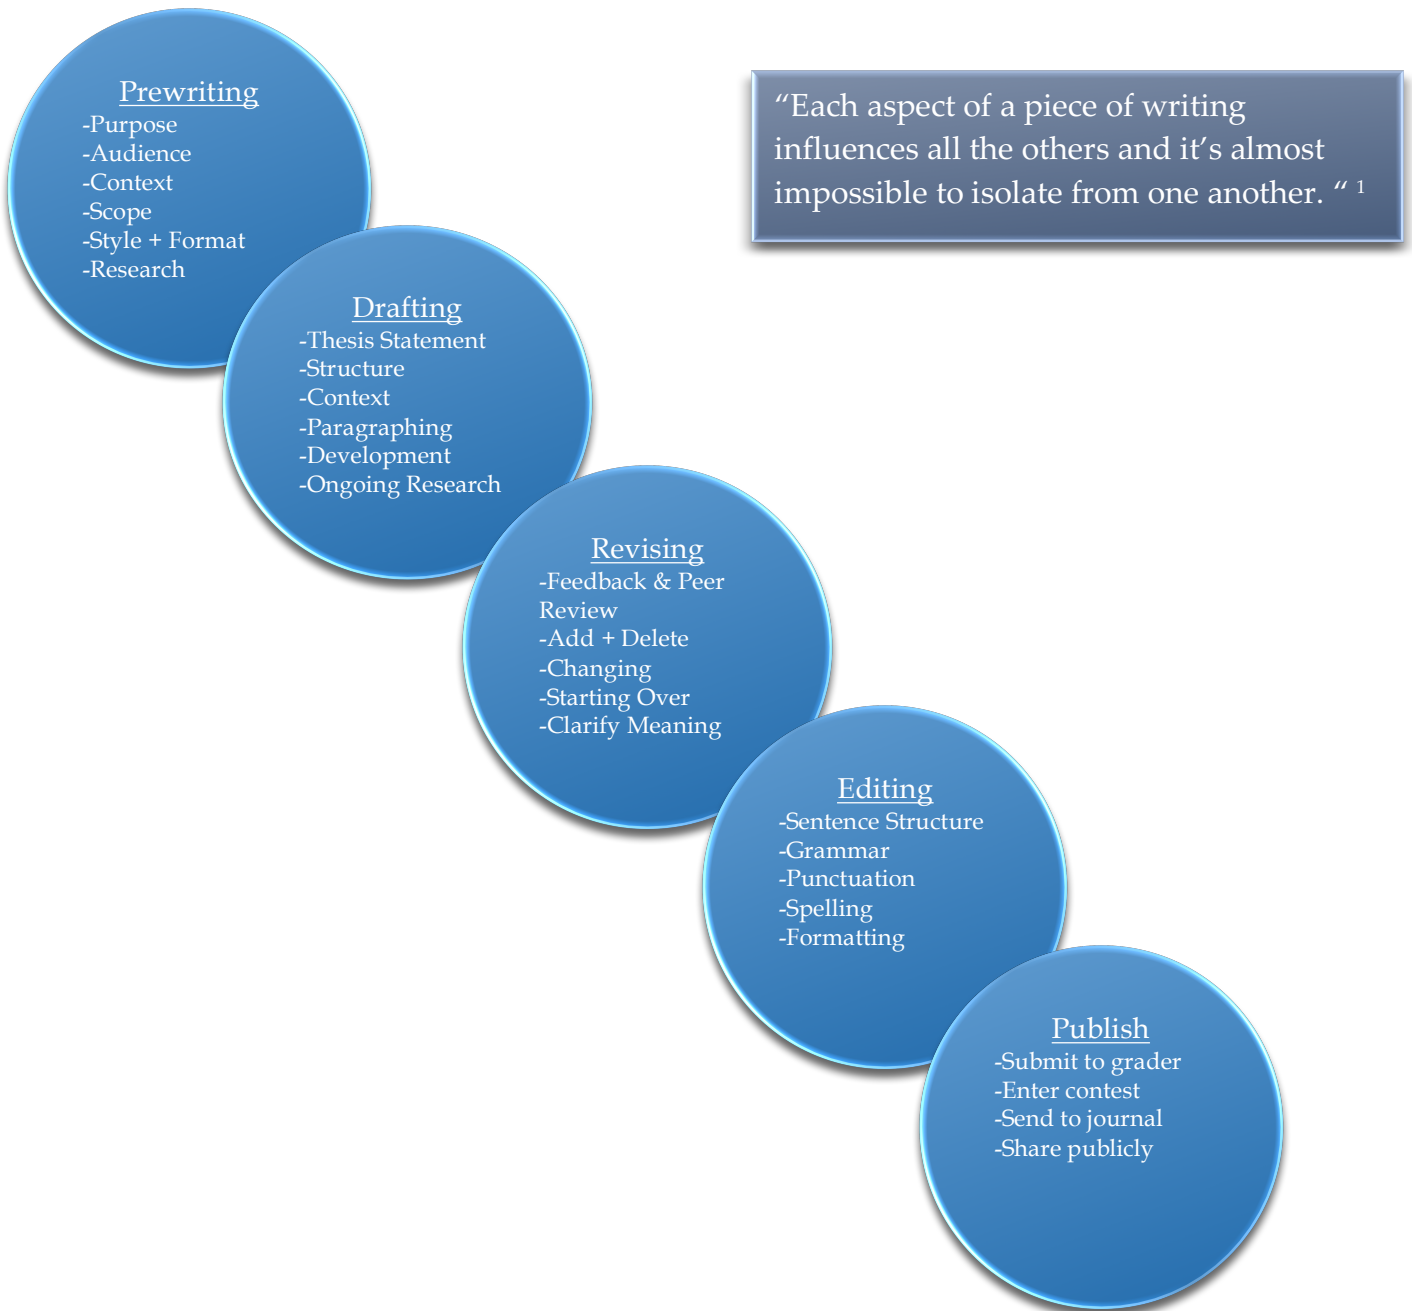 Prewriting
-Purpose
-Audience
-Context
-Scope
-Style + Format
-Research
“Each aspect of a piece of writing
influences all the others and it’s almost
impossible to isolate from one another. “ 1
Drafting
-Thesis Statement
-Structure
-Context
-Paragraphing
-Development
-Ongoing Research
Revising
-Feedback & Peer
Review
-Add + Delete
-Changing
-Starting Over
-Clarify Meaning
Editing
-Sentence Structure
-Grammar
-Punctuation
-Spelling
-Formatting
Publish
-Submit to grader
-Enter contest
-Send to journal
-Share publicly